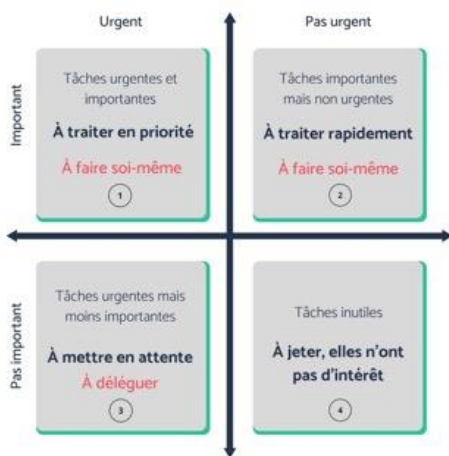 Urgent
Pas urgent
Important
Tâches urgentes et
importantes
À traiter en priorité
À faire soi-même
1
Tâches importantes
mais non urgentes
À traiter rapidement
À faire soi-même
2
Pas important
Tâches urgentes mais
moins importantes
À mettre en attente
À déléguer
3
Tâches inutiles
À jeter, elles n'ont
pas d'intérêt
4